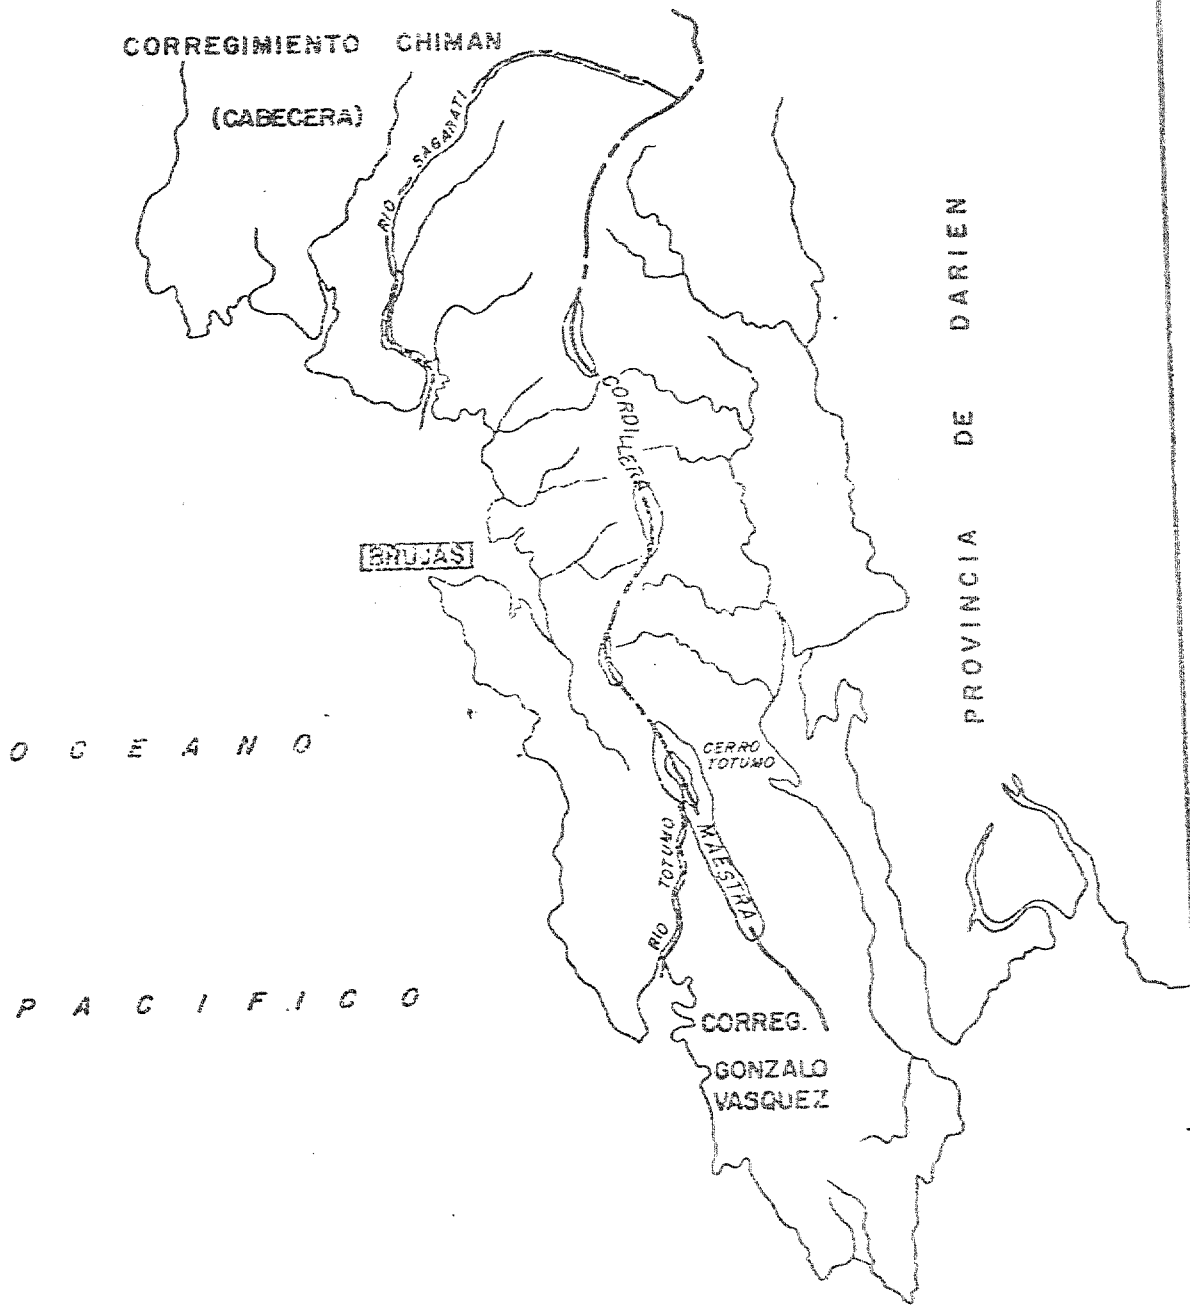 CORREGIMIENTO CHIMAN
(CABECERA)
RIO SAGARATI
PROVINCIA DE DARIEN
CORDILLERA
BRUJAS
OCEANO
CERRO
TOTUMO
MAESTRA
RIO TOTUMO
PACIFICO
CORREG.
GONZALO
VASQUEZ